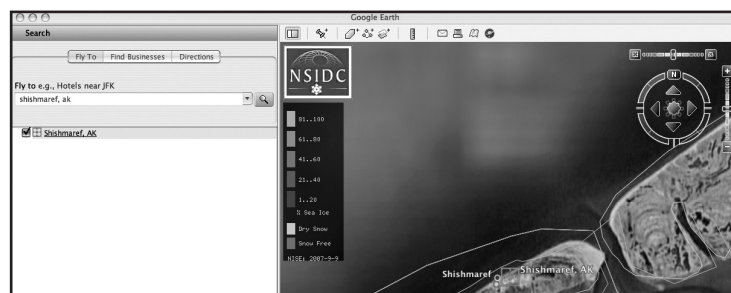 Google Earth
Search
Fly To
Find Businesses
Directions
Fly to e.g., Hotels near JFK
shishmaref, ak
Shishmaref, AK
NSIDC
81..100
61..80
41..60
21..40
1..20
% Sea Ice
Dry Snow
Snow Free
NISE: 2007-9-9
N
Shishmaref
Shishmaref, AK